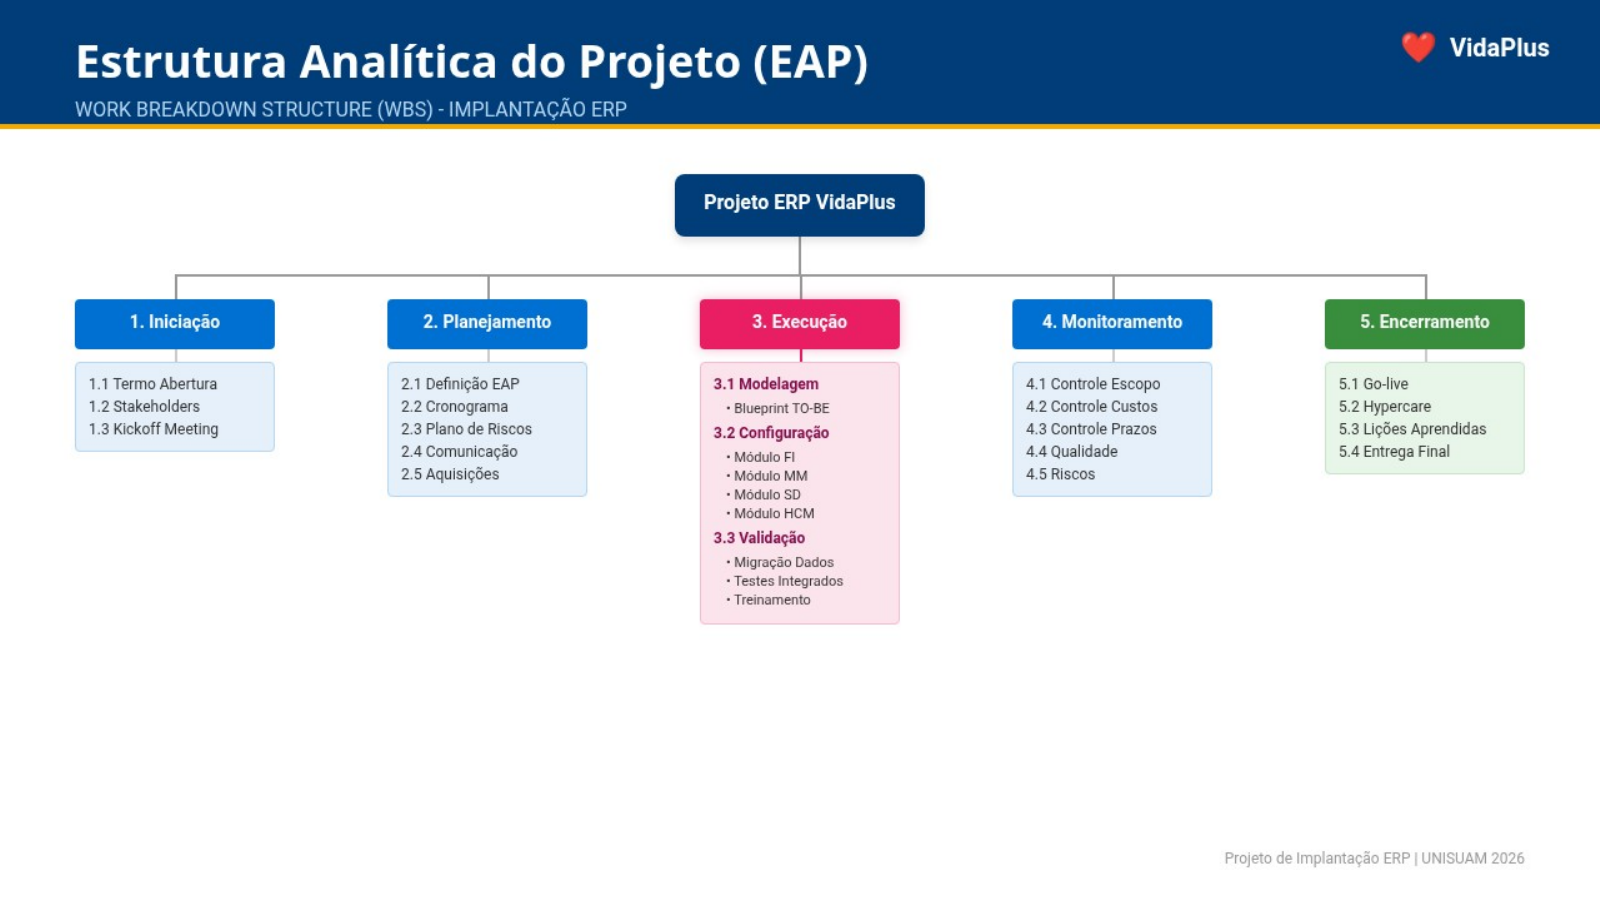 Estrutura Analítica do Projeto (EAP)
WORK BREAKDOWN STRUCTURE (WBS) - IMPLANTAÇÃO ERP
VidaPlus
Projeto ERP VidaPlus
1. Iniciação
1.1 Termo Abertura
1.2 Stakeholders
1.3 Kickoff Meeting
2. Planejamento
2.1 Definição EAP
2.2 Cronograma
2.3 Plano de Riscos
2.4 Comunicação
2.5 Aquisições
3. Execução
3.1 Modelagem
• Blueprint TO-BE
3.2 Configuração
• Módulo FI
• Módulo MM
• Módulo SD
• Módulo HCM
3.3 Validação
• Migração Dados
• Testes Integrados
• Treinamento
4. Monitoramento
4.1 Controle Escopo
4.2 Controle Custos
4.3 Controle Prazos
4.4 Qualidade
4.5 Riscos
5. Encerramento
5.1 Go-live
5.2 Hypercare
5.3 Lições Aprendidas
5.4 Entrega Final
Projeto de Implantação ERP | UNISUAM 2026